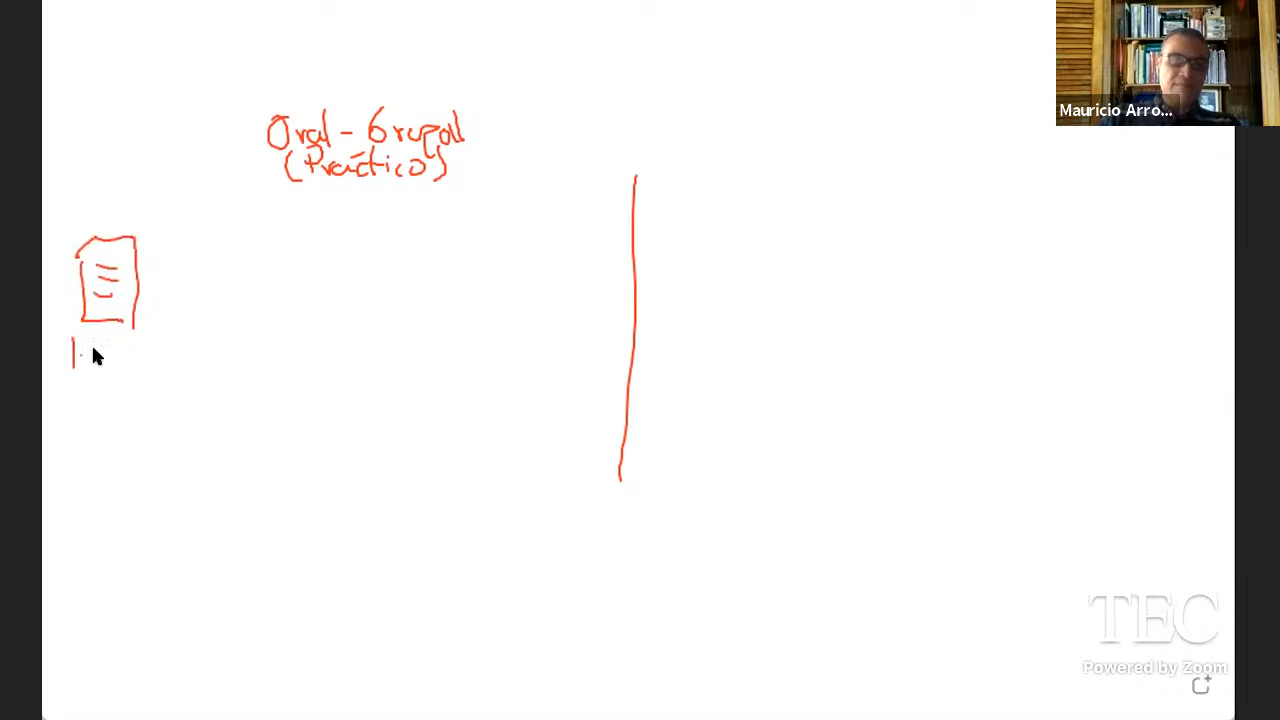 Mauricio Arro...
Oral - Grupal
(Práctico)
TEC
Powered by Zoom